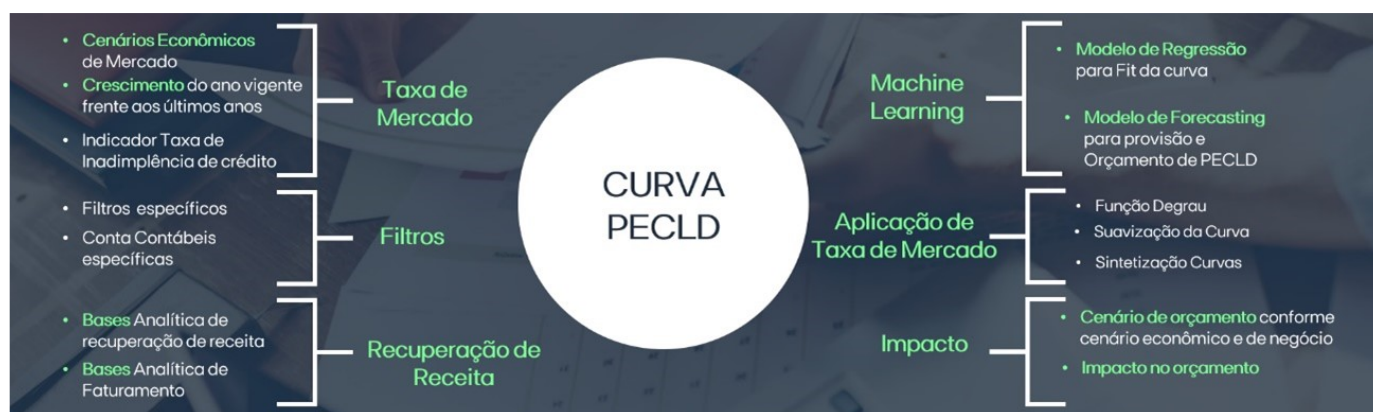 Cenários Econômicos
de Mercado
Crescimento do ano vigente
frente aos últimos anos
Indicador Taxa de
Inadimplência de crédito
Taxa de
Mercado
Filtros específicos
Conta Contábeis
específicas
Filtros
Bases Analítica de
recuperação de receita
Bases Analítica de
Faturamento
Recuperação de
Receita
CURVA
PECLD
Machine
Learning
Modelo de Regressão
para Fit da curva
Modelo de Forecasting
para provisão e
Orçamento de PECLD
Aplicação de
Taxa de Mercado
Função Degrau
Suavização da Curva
Sintetização Curvas
Impacto
Cenário de orçamento conforme
cenário econômico e de negócio
Impacto no orçamento